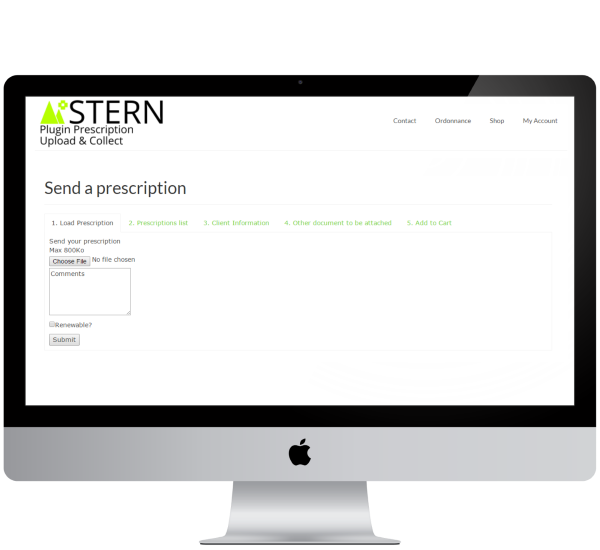 STERN
Plugin Prescription
Upload & Collect
Contact Ordonnance Shop My Account
Send a prescription
1. Load Prescription 2. Prescriptions list 3. Client Information 4. Other document to be attached 5. Add to Cart
Send your prescription
Max 800Ko
Choose File No file chosen
Comments
Renewable?
Submit